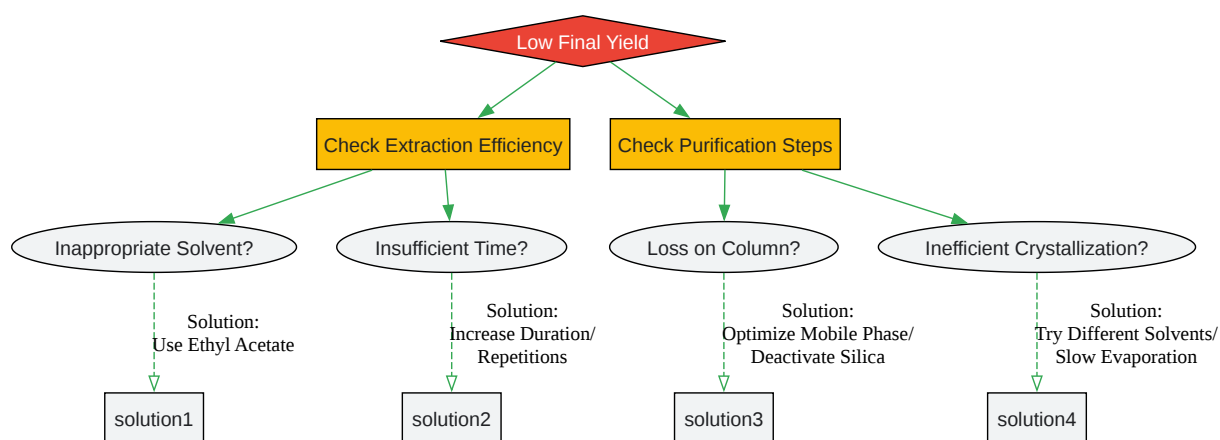 Low Final Yield
Check Extraction Efficiency
Check Purification Steps
Inappropriate Solvent?
Insufficient Time?
Loss on Column?
Inefficient Crystallization?
Solution:
Use Ethyl Acetate
Solution:
Increase Duration/
Repetitions
Solution:
Optimize Mobile Phase/
Deactivate Silica
Solution:
Try Different Solvents/
Slow Evaporation
solution1
solution2
solution3
solution4